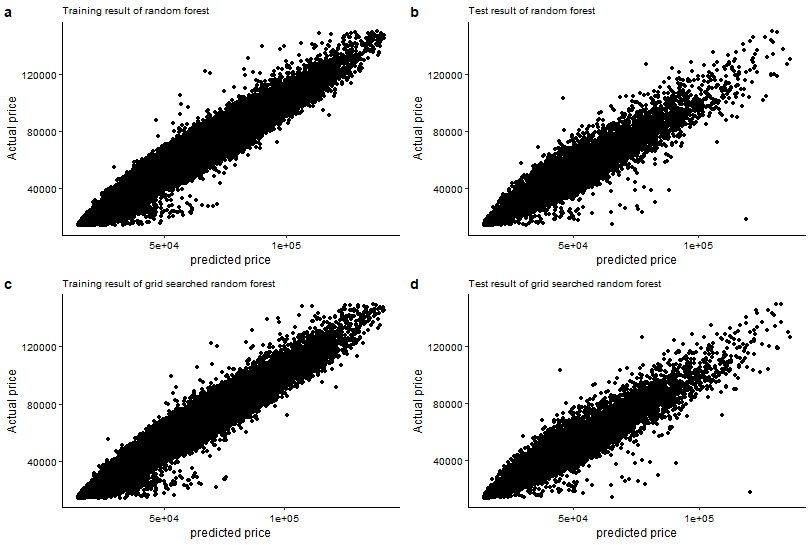 a
Training result of random forest
120000
80000
40000
Actual price
5e+04
1e+05
predicted price
b
Test result of random forest
120000
80000
40000
Actual price
5e+04
1e+05
predicted price
c
Training result of grid searched random forest
120000
80000
40000
Actual price
5e+04
1e+05
predicted price
d
Test result of grid searched random forest
120000
80000
40000
Actual price
5e+04
1e+05
predicted price